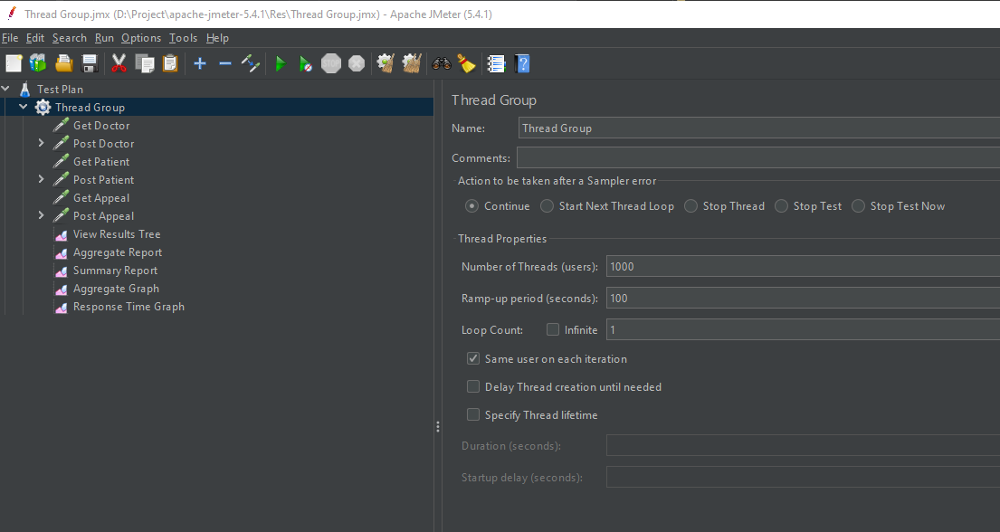 Thread Group.jmx (D:\Project\apache-jmeter-5.4.1\Res\Thread Group.jmx) - Apache JMeter (5.4.1)
File Edit Search Run Options Tools Help
STOP
Test Plan
Thread Group
Get Doctor
Post Doctor
Get Patient
Post Patient
Get Appeal
Post Appeal
View Results Tree
Aggregate Report
Summary Report
Aggregate Graph
Response Time Graph
Thread Group
Name: Thread Group
Comments:
Action to be taken after a Sampler error
Continue Start Next Thread Loop Stop Thread Stop Test Stop Test Now
Thread Properties
Number of Threads (users): 1000
Ramp-up period (seconds): 100
Loop Count: Infinite 1
Same user on each iteration
Delay Thread creation until needed
Specify Thread lifetime
Duration (seconds):
Startup delay (seconds):